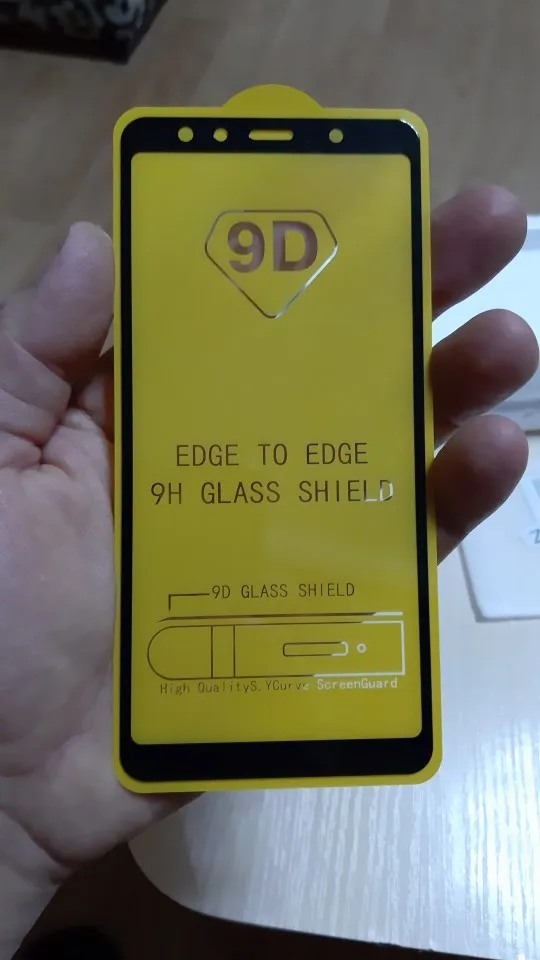 9D
EDGE TO EDGE
9H GLASS SHIELD
9D GLASS SHIELD
High QualityS.YCurve ScreenGuard